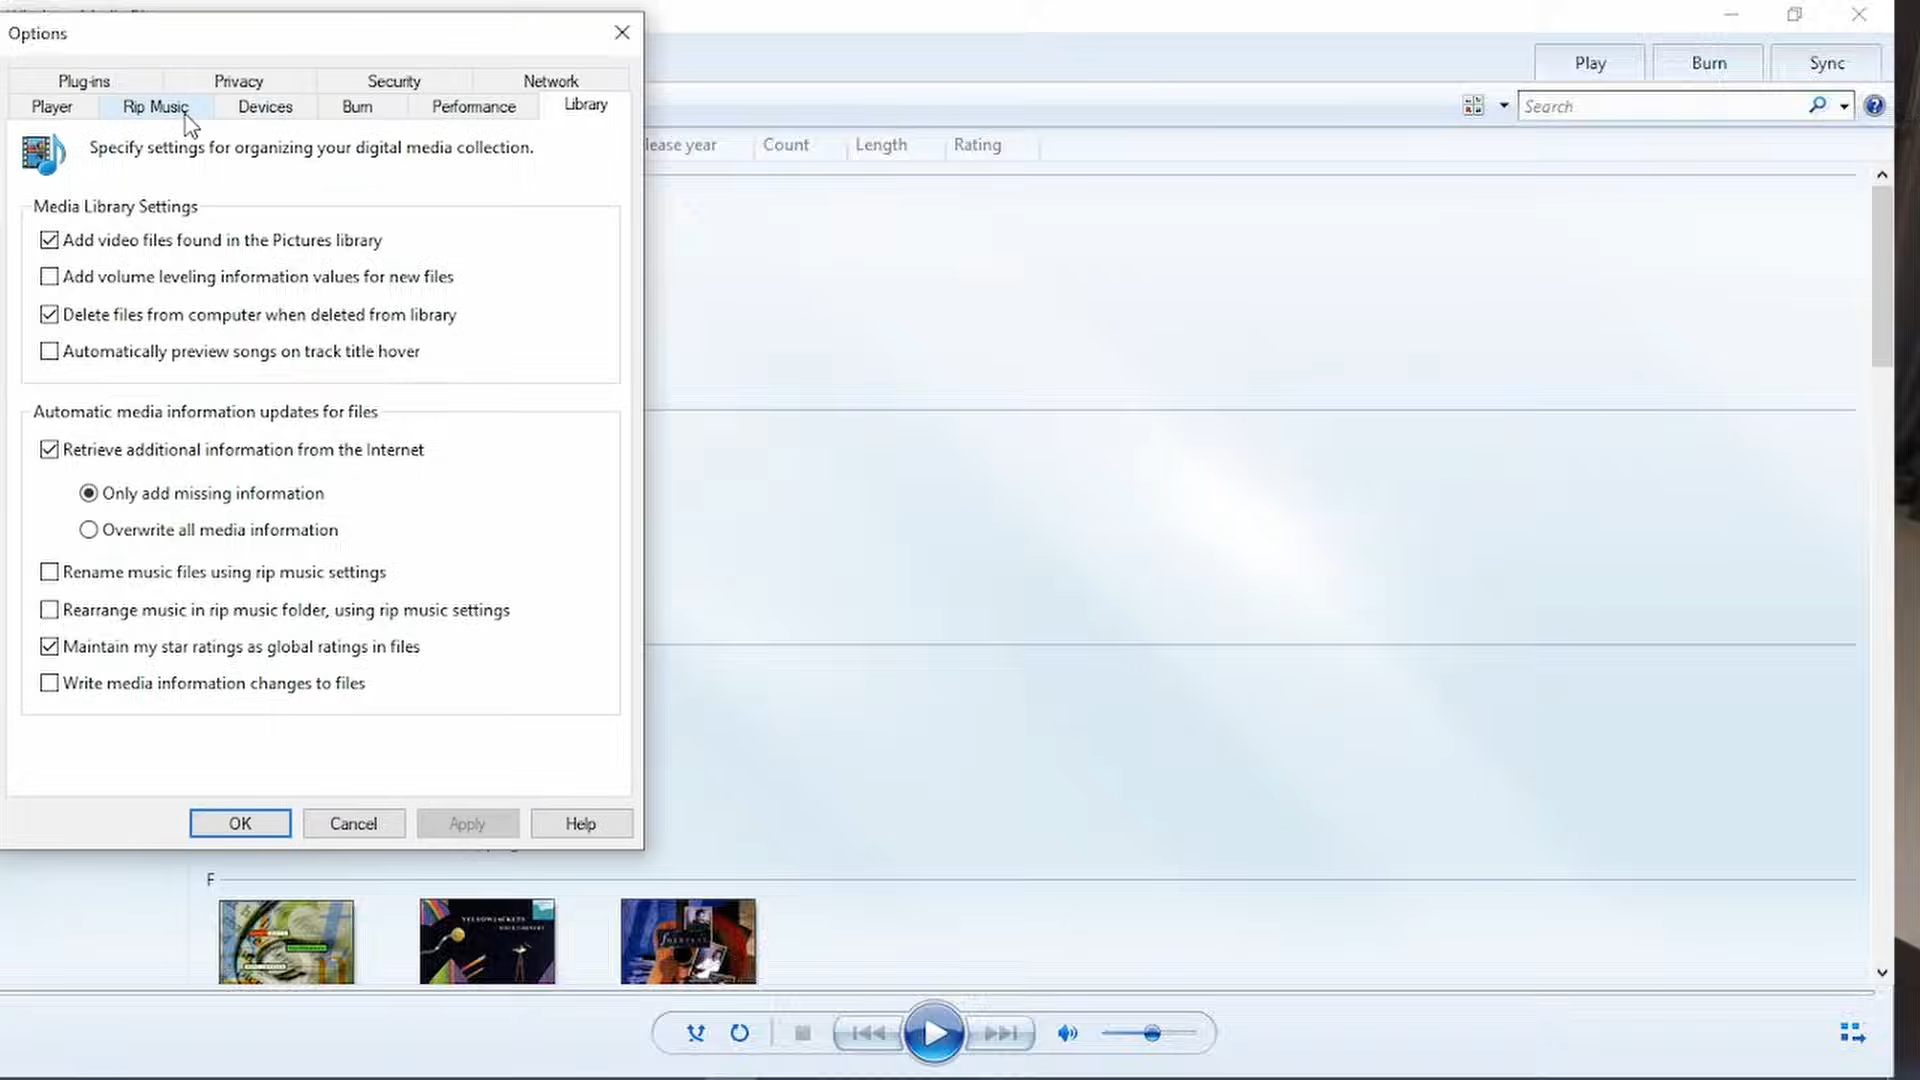 Options
Play
Burn
Sync
Plug-ins
Privacy
Security
Network
Player
Rip Music
Devices
Burn
Performance
Library
Search
Specify settings for organizing your digital media collection.
lease year
Count
Length
Rating
Media Library Settings
Add video files found in the Pictures library
Add volume leveling information values for new files
Delete files from computer when deleted from library
Automatically preview songs on track title hover
Automatic media information updates for files
Retrieve additional information from the Internet
Only add missing information
Overwrite all media information
Rename music files using rip music settings
Rearrange music in rip music folder, using rip music settings
Maintain my star ratings as global ratings in files
Write media information changes to files
OK
Cancel
Apply
Help
F
YELLOWJACKETS